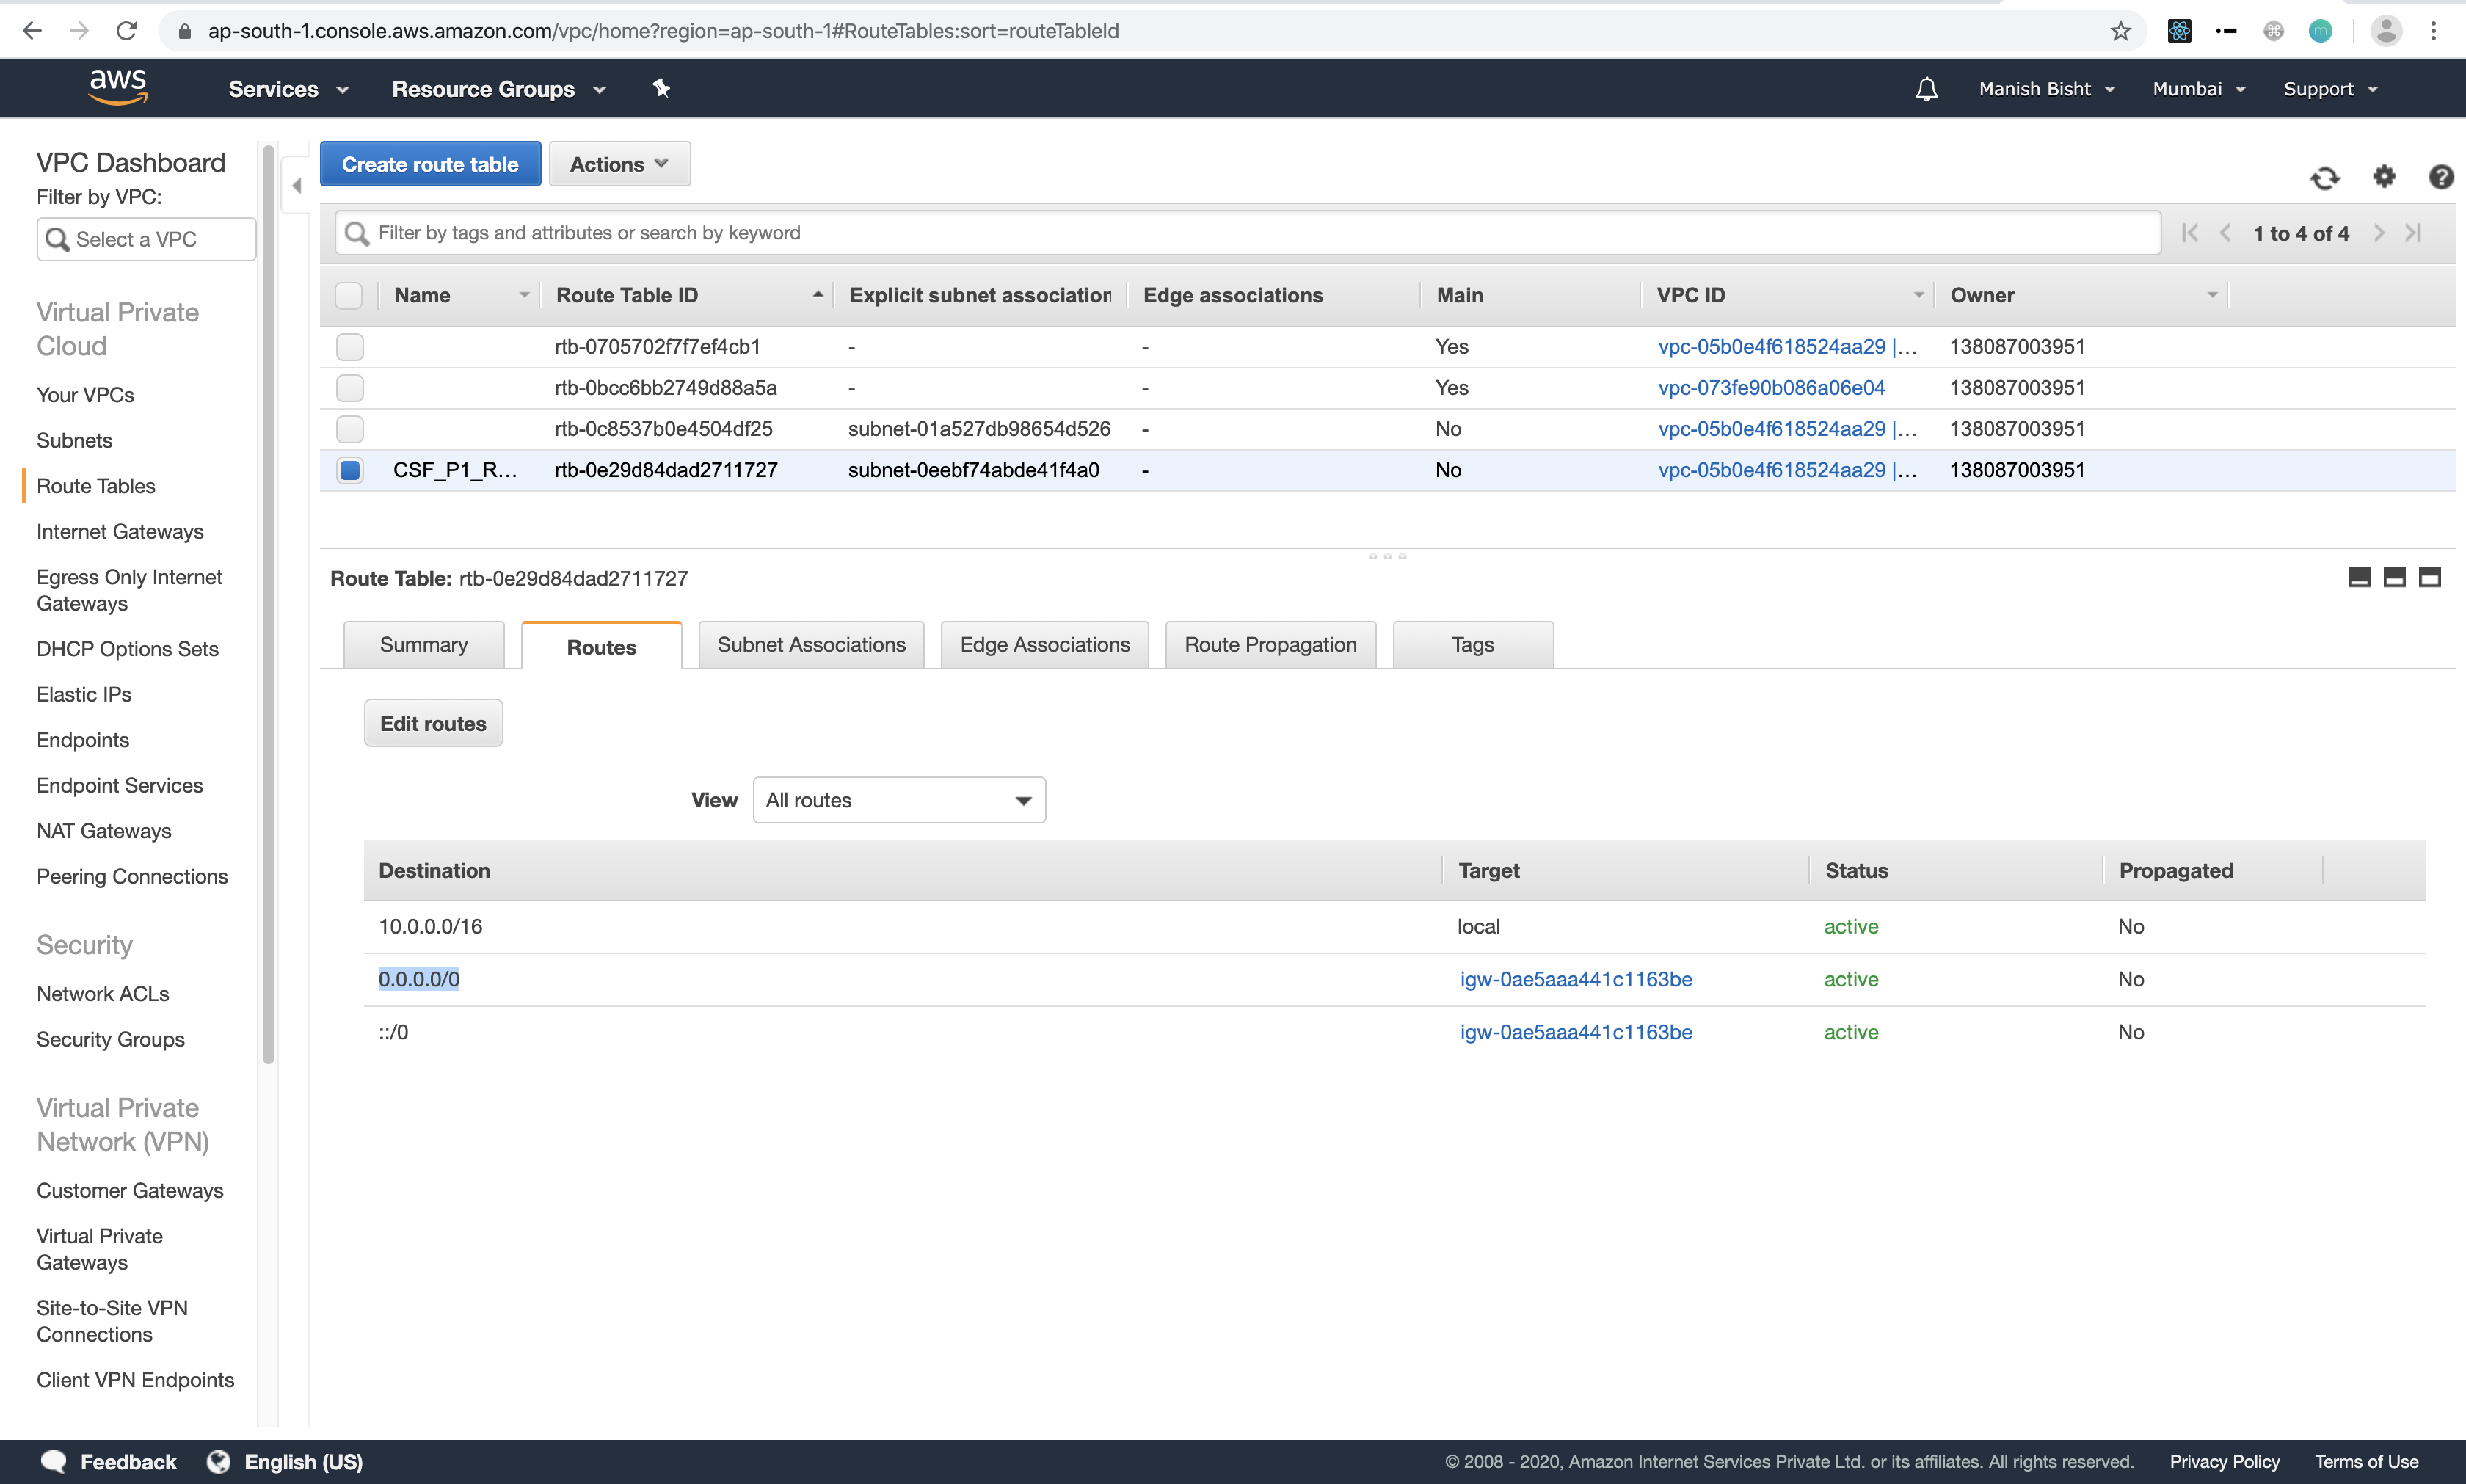 ap-south-1.console.aws.amazon.com/vpc/home?region=ap-south-1#RouteTables:sort=routeTableId
aws Services Resource Groups Manish Bisht Mumbai Support
VPC Dashboard
Filter by VPC:
Select a VPC
Virtual Private
Cloud
Your VPCs
Subnets
Route Tables
Internet Gateways
Egress Only Internet
Gateways
DHCP Options Sets
Elastic IPs
Endpoints
Endpoint Services
NAT Gateways
Peering Connections
Security
Network ACLs
Security Groups
Virtual Private
Network (VPN)
Customer Gateways
Virtual Private
Gateways
Site-to-Site VPN
Connections
Client VPN Endpoints
Create route table Actions
Filter by tags and attributes or search by keyword 1 to 4 of 4
Name Route Table ID Explicit subnet association Edge associations Main VPC ID Owner
rtb-0705702f7f7ef4cb1 - - Yes vpc-05b0e4f618524aa29 |... 138087003951
rtb-0bcc6bb2749d88a5a - - Yes vpc-073fe90b086a06e04 138087003951
rtb-0c8537b0e4504df25 subnet-01a527db98654d526 - No vpc-05b0e4f618524aa29 |... 138087003951
CSF_P1_R... rtb-0e29d84dad2711727 subnet-0eebf74abde41f4a0 - No vpc-05b0e4f618524aa29 |... 138087003951
Route Table: rtb-0e29d84dad2711727
Summary Routes Subnet Associations Edge Associations Route Propagation Tags
Edit routes
View All routes
Destination Target Status Propagated
10.0.0.0/16 local active No
0.0.0.0/0 igw-0ae5aaa441c1163be active No
::/0 igw-0ae5aaa441c1163be active No
Feedback English (US) © 2008 - 2020, Amazon Internet Services Private Ltd. or its affiliates. All rights reserved. Privacy Policy Terms of Use